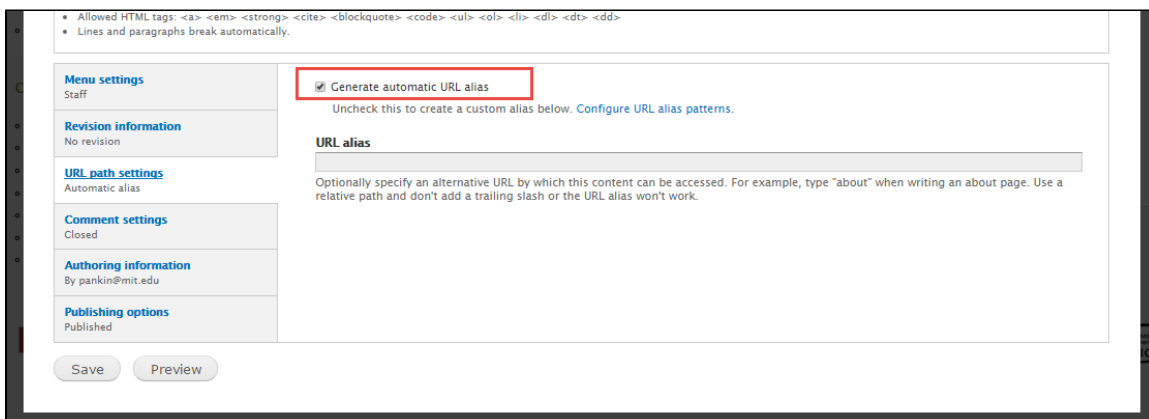 Allowed HTML tags: <a> <em> <strong> <cite> <blockquote> <code> <ul> <ol> <li> <dl> <dt> <dd>
Lines and paragraphs break automatically.
Menu settings
Staff
Revision information
No revision
URL path settings
Automatic alias
Comment settings
Closed
Authoring information
By pankin@mit.edu
Publishing options
Published
Generate automatic URL alias
Uncheck this to create a custom alias below. Configure URL alias patterns.
URL alias
Optionally specify an alternative URL by which this content can be accessed. For example, type "about" when writing an about page. Use a
relative path and don't add a trailing slash or the URL alias won't work.
Save
Preview